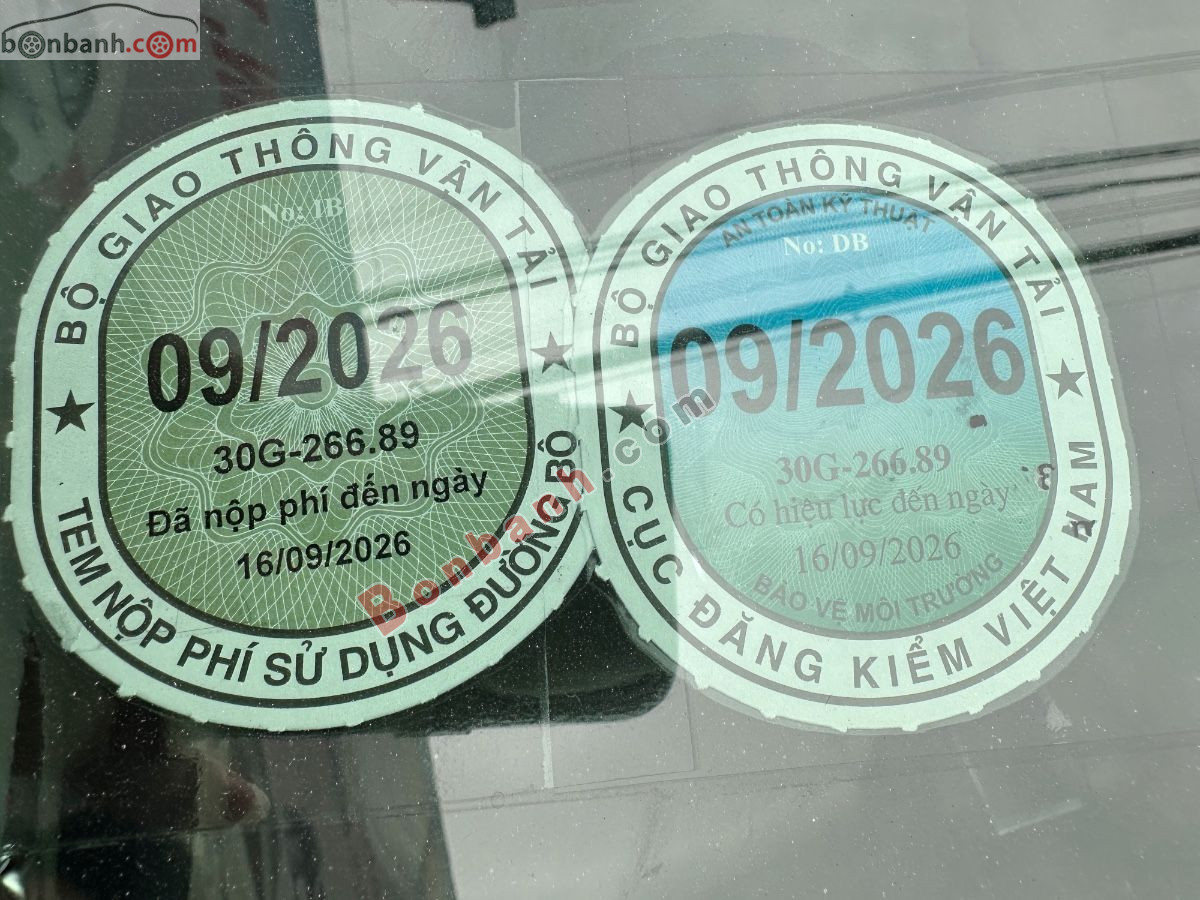 bonbanh.com
BỘ GIAO THÔNG VẬN TẢI
No: DB
09/2026
30G-266.89
Đã nộp phí đến ngày
16/09/2026
TEM NỘP PHÍ SỬ DỤNG ĐƯỜNG BỘ
BỘ GIAO THÔNG VẬN TẢI
AN TOÀN KỸ THUẬT
No: DB
09/2026
30G-266.89
Có hiệu lực đến ngày
16/09/2026
BẢO VỆ MÔI TRƯỜNG
CỤC ĐĂNG KIỂM VIỆT NAM
Bonbanh.com